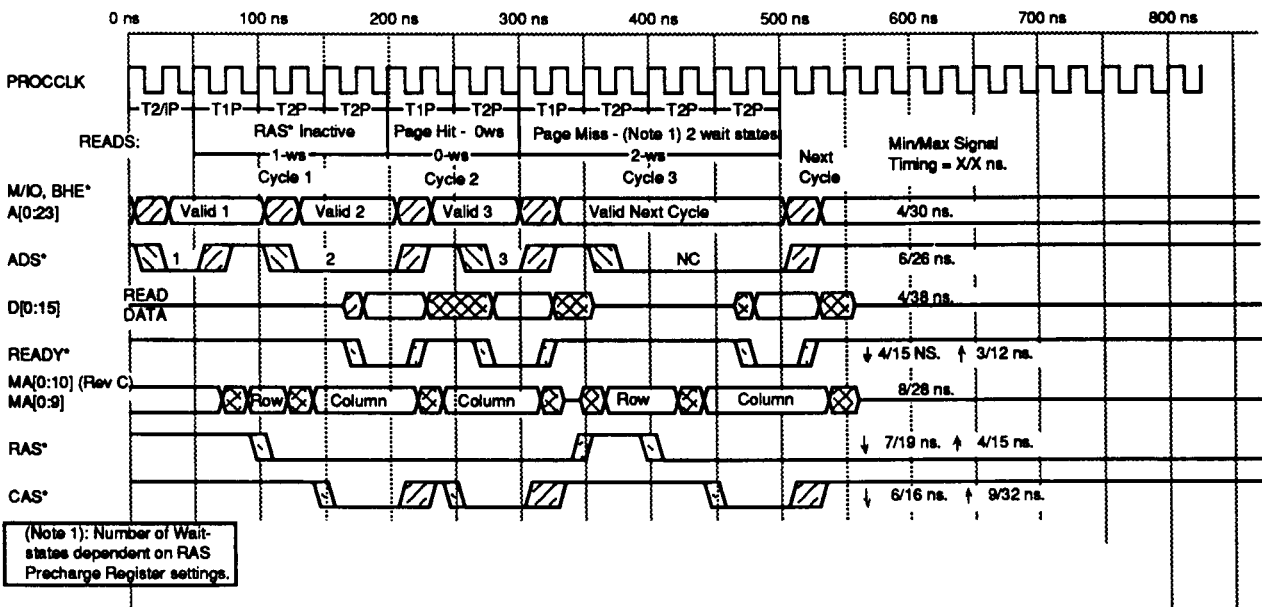 0 ns 100 ns 200 ns 300 ns 400 ns 500 ns 600 ns 700 ns 800 ns
PROCCLK
T2/IP T1P T2P T2P T1P T2P T1P T2P T2P T2P
READS: RAS* Inactive Page Hit - 0ws Page Miss - (Note 1) 2 wait states
1-ws 0-ws 2-ws
Cycle 1 Cycle 2 Cycle 3 Next Cycle
Min/Max Signal
Timing = X/X ns.
M/IO, BHE*
A[0:23] Valid 1 Valid 2 Valid 3 Valid Next Cycle 4/30 ns.
ADS* 1 2 3 NC 6/26 ns.
D[0:15] READ DATA 4/38 ns.
READY* ↓ 4/15 NS. ↑ 3/12 ns.
MA[0:10] (Rev C)
MA[0:9] Row Column Column Row Column 8/28 ns.
RAS* ↓ 7/19 ns. ↑ 4/15 ns.
CAS* ↓ 6/16 ns. ↑ 9/32 ns.
(Note 1): Number of Wait-
states dependent on RAS
Precharge Register settings.